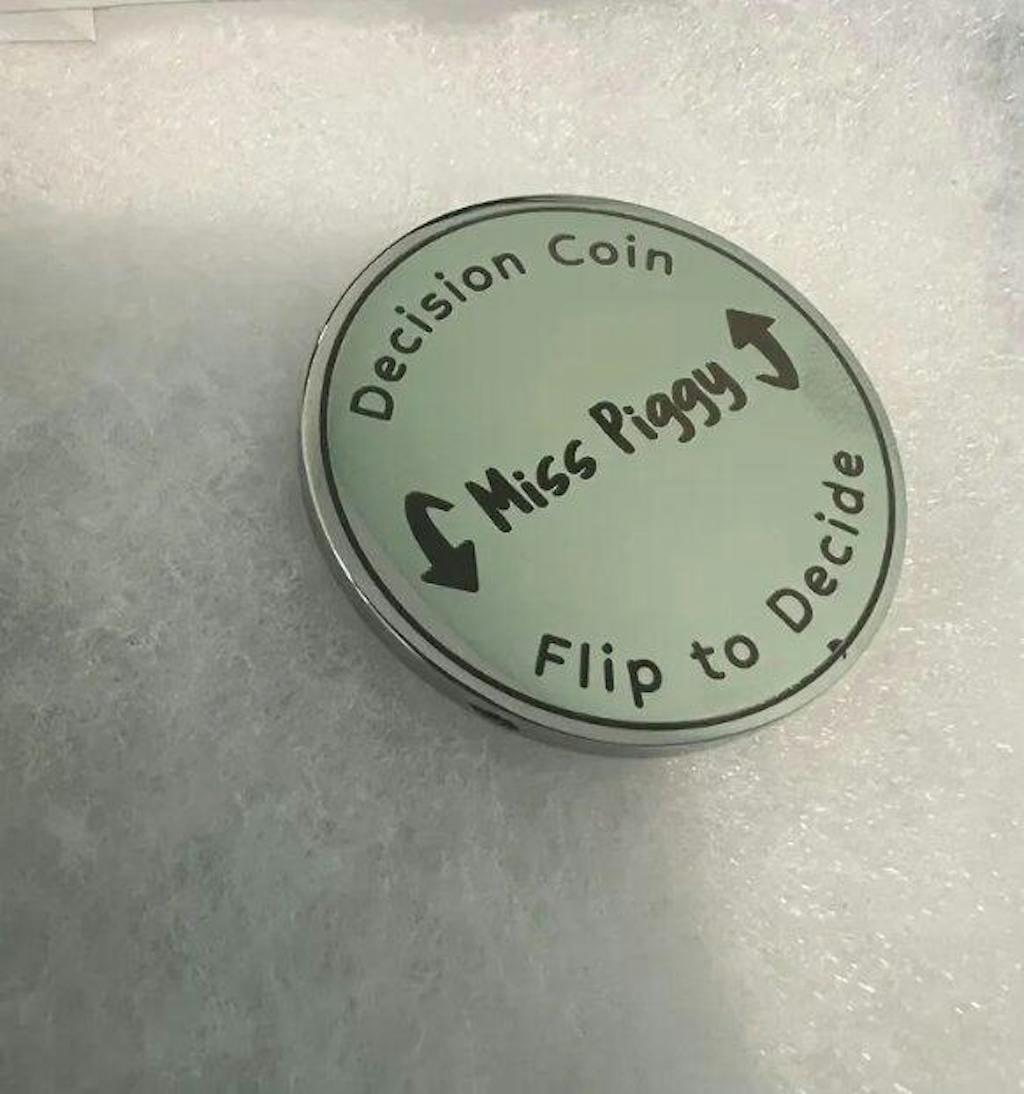 Decision Coin
Miss Piggy
Flip to Decide